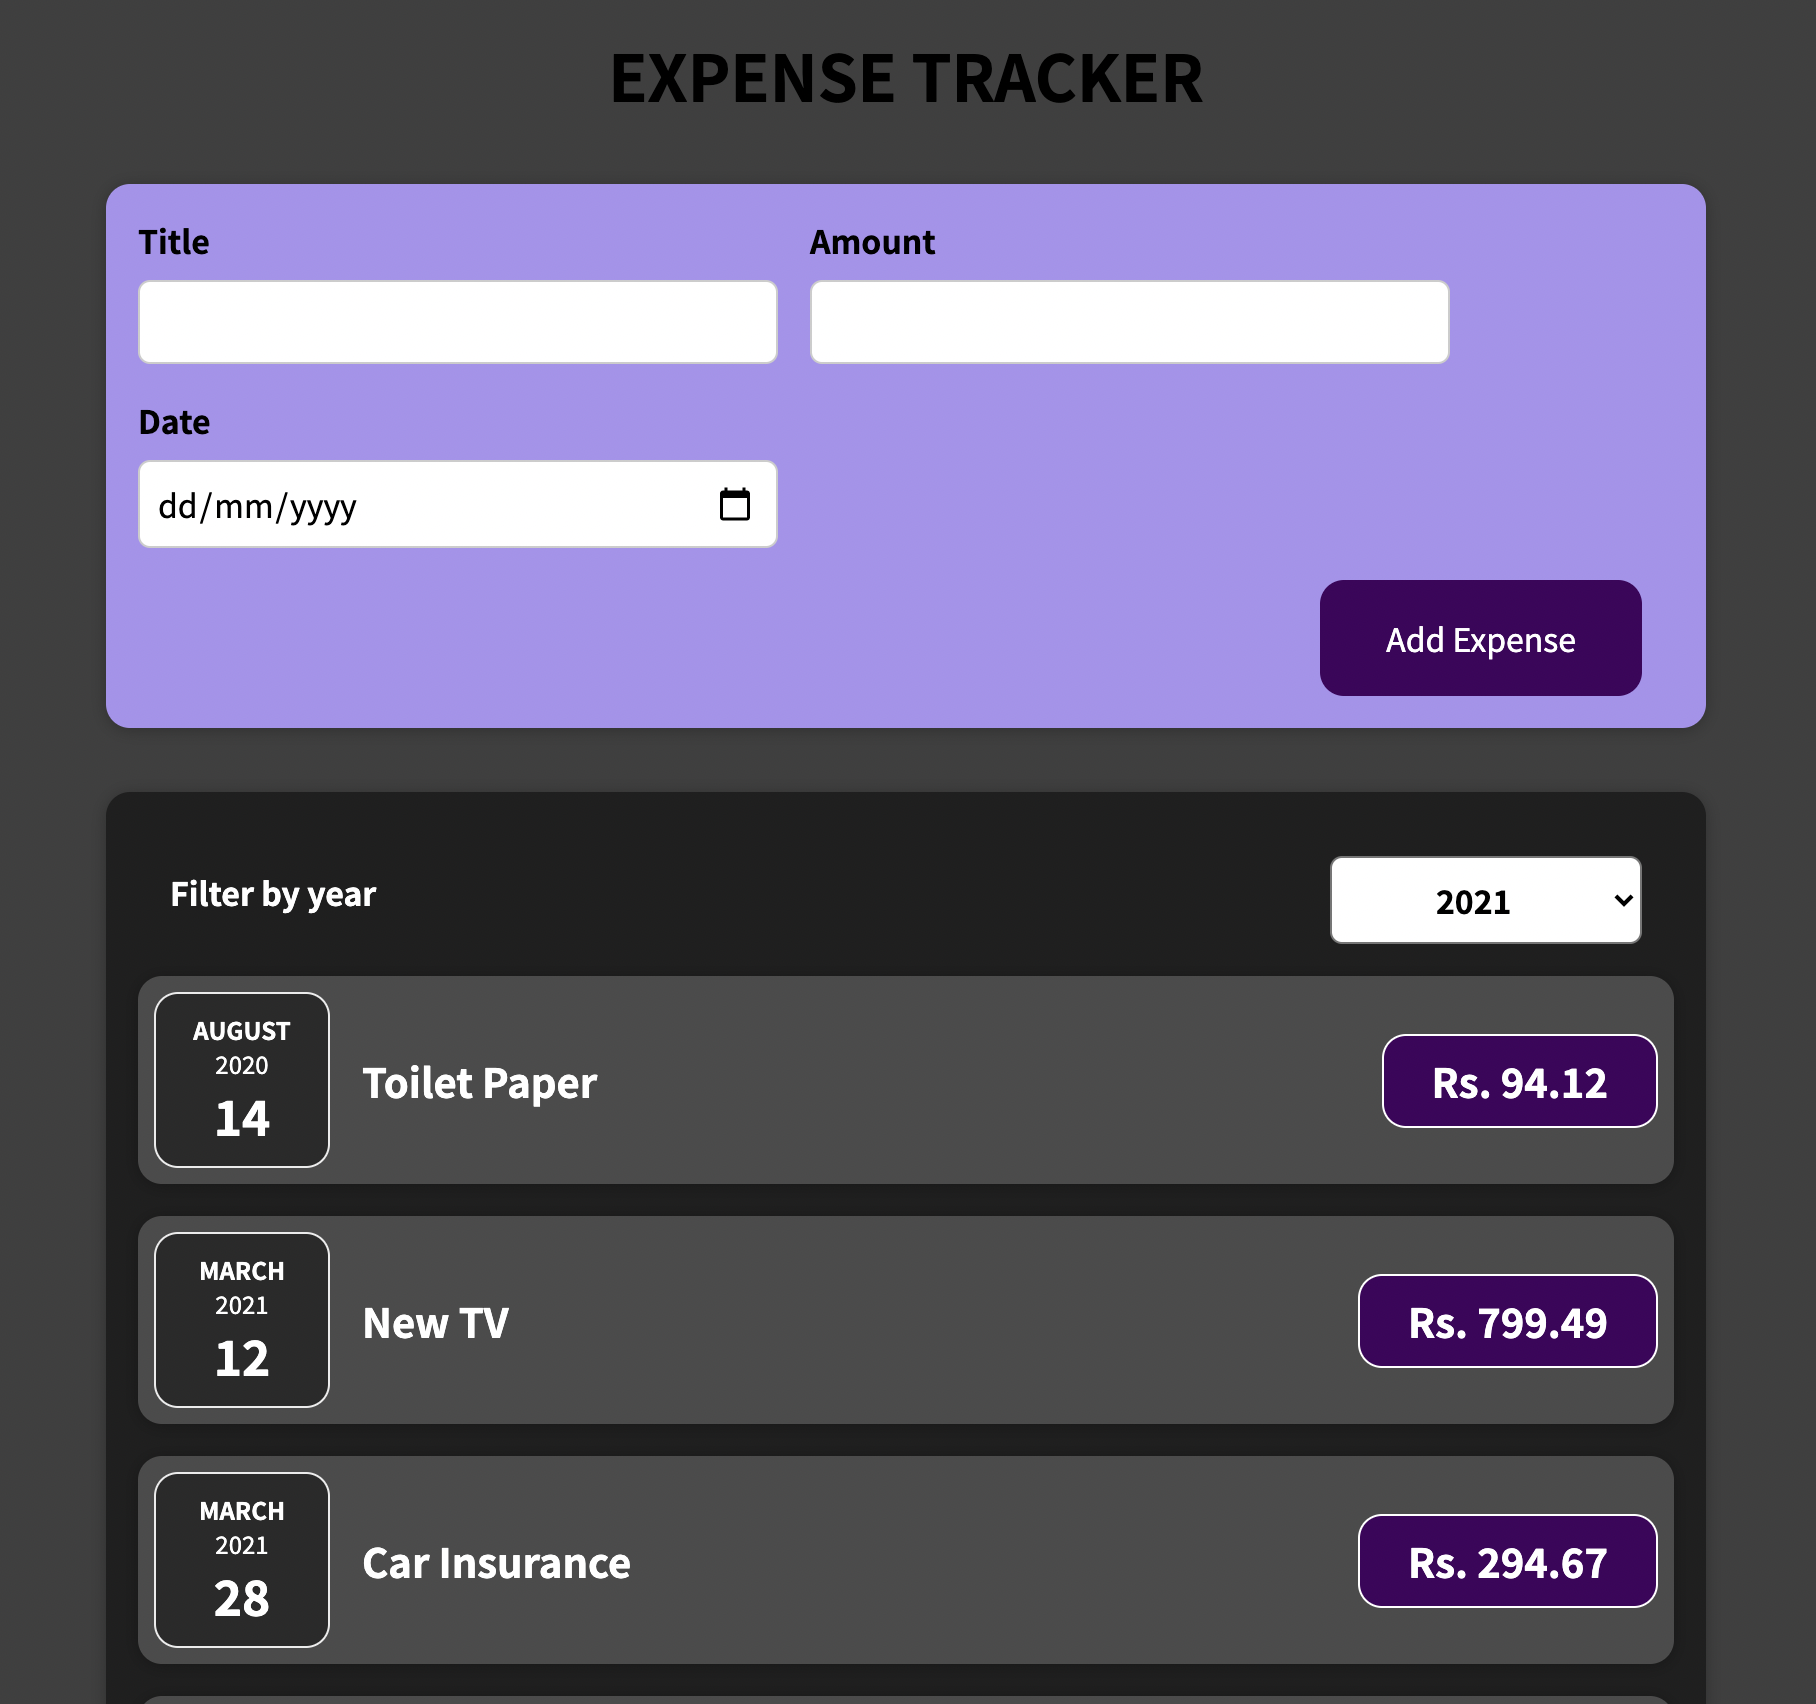 EXPENSE TRACKER
Title
Amount
Date
dd/mm/yyyy
Add Expense
Filter by year
2021
AUGUST
2020
14
Toilet Paper
Rs. 94.12
MARCH
2021
12
New TV
Rs. 799.49
MARCH
2021
28
Car Insurance
Rs. 294.67